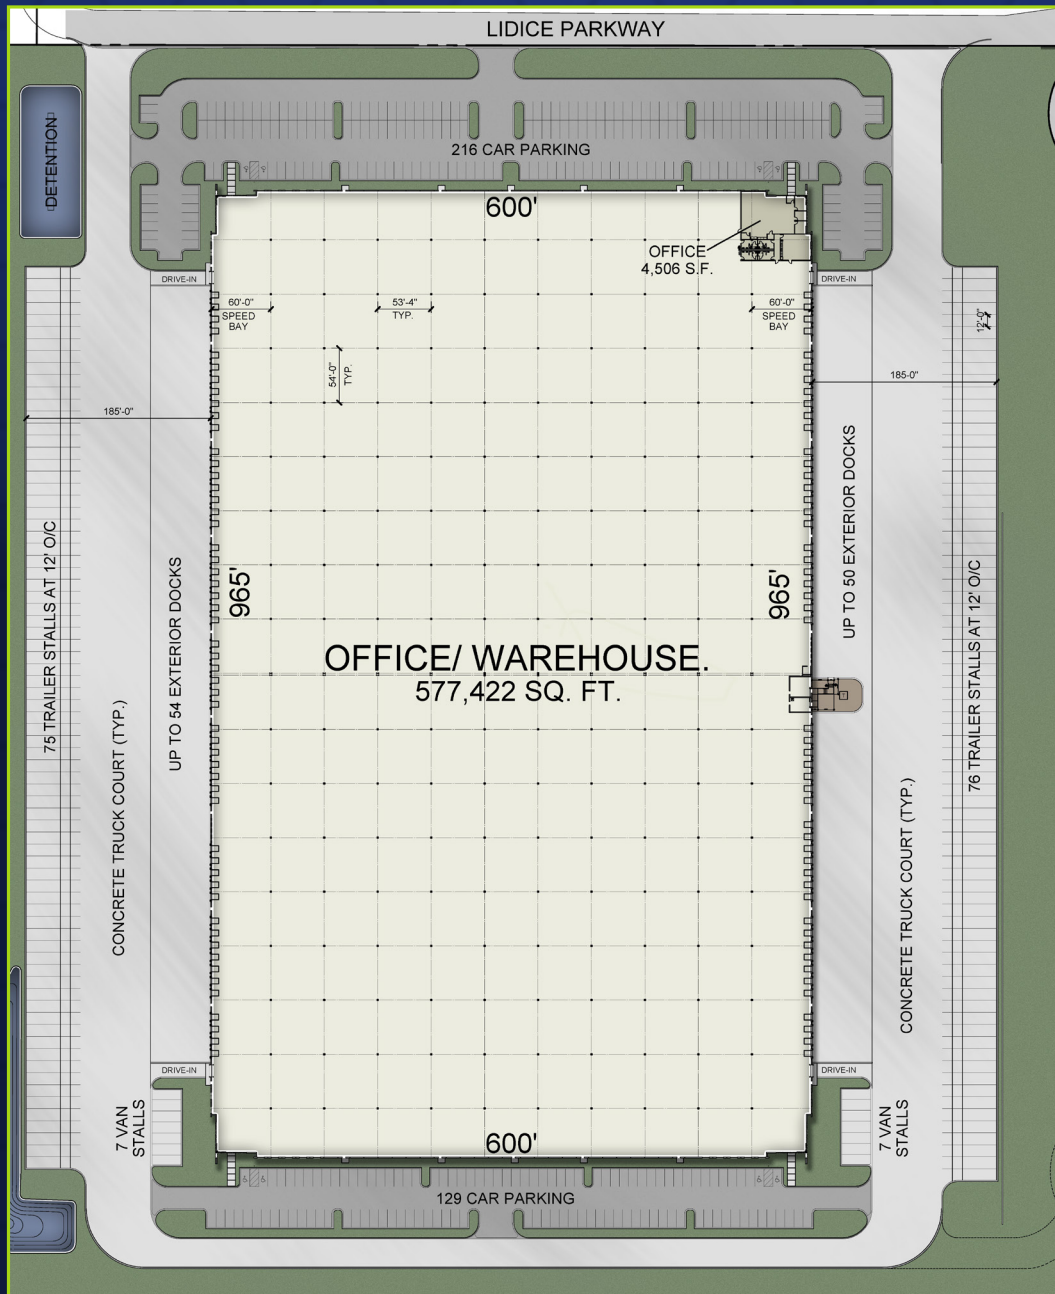 LIDICE PARKWAY
DETENTION
216 CAR PARKING
600'
OFFICE
4,506 S.F.
DRIVE-IN
DRIVE-IN
60'-0"
SPEED
BAY
53'-4"
TYP.
60'-0"
SPEED
BAY
12'-0"
54'-0"
TYP.
185'-0"
185-0"
UP TO 50 EXTERIOR DOCKS
75 TRAILER STALLS AT 12' O/C
UP TO 54 EXTERIOR DOCKS
965'
965'
76 TRAILER STALLS AT 12' O/C
OFFICE/ WAREHOUSE.
577,422 SQ. FT.
CONCRETE TRUCK COURT (TYP.)
CONCRETE TRUCK COURT (TYP.)
DRIVE-IN
DRIVE-IN
7 VAN
STALLS
7 VAN
STALLS
600'
129 CAR PARKING